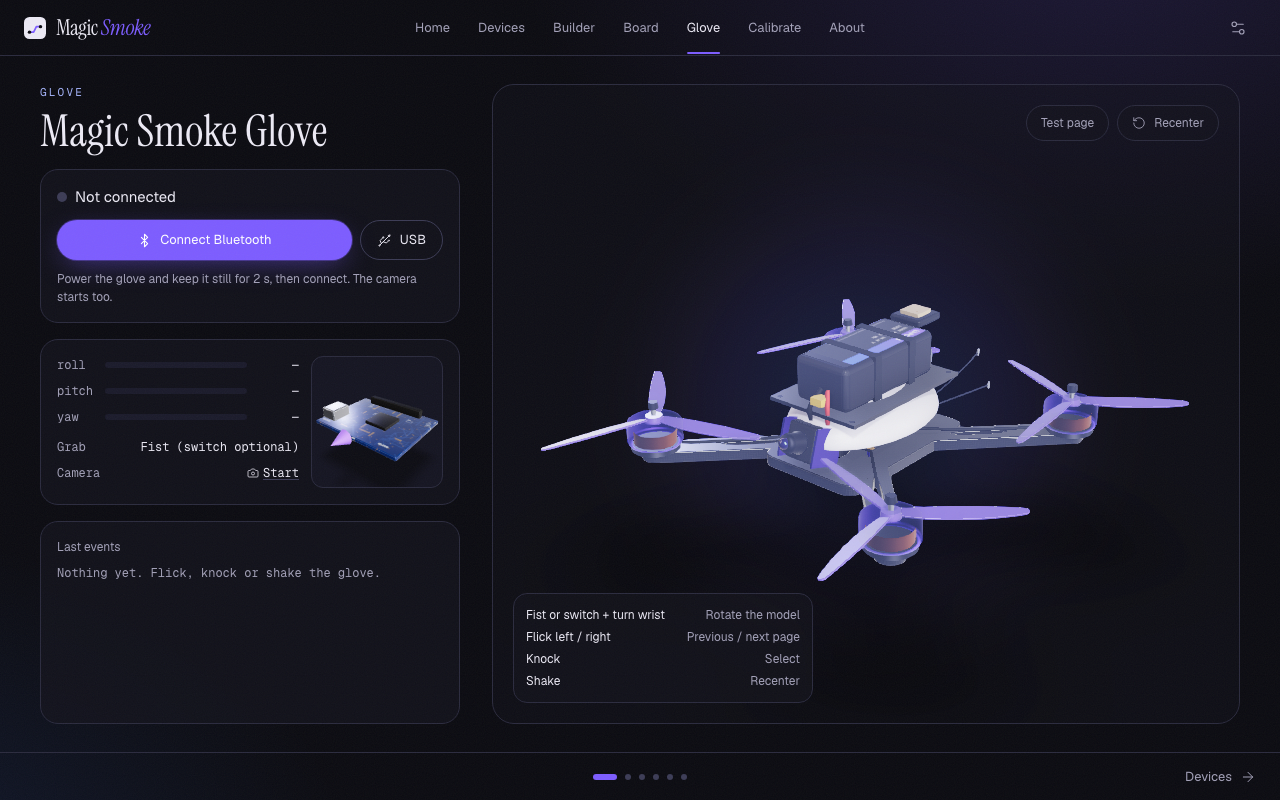 Magic Smoke
Home
Devices
Builder
Board
Glove
Calibrate
About
GLOVE
Magic Smoke Glove
Not connected
Connect Bluetooth
USB
Power the glove and keep it still for 2 s, then connect. The camera
starts too.
roll –
pitch –
yaw –
Grab Fist (switch optional)
Camera Start
Last events
Nothing yet. Flick, knock or shake the glove.
Test page
Recenter
Fist or switch + turn wrist Rotate the model
Flick left / right Previous / next page
Knock Select
Shake Recenter
Devices